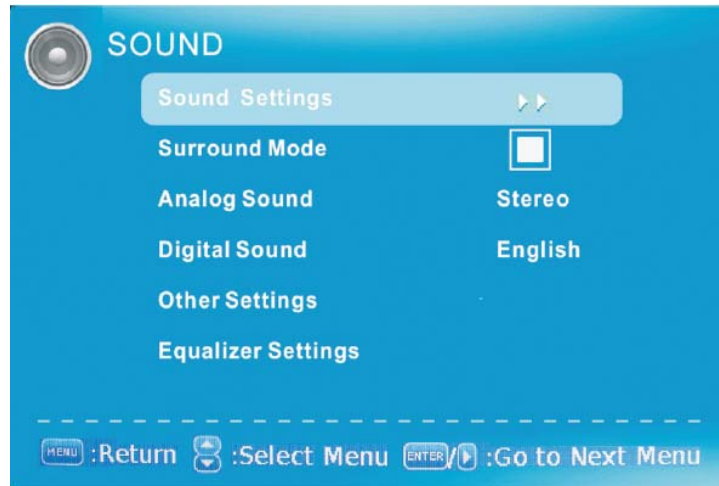 SOUND
Sound Settings
Surround Mode
Analog Sound Stereo
Digital Sound English
Other Settings
Equalizer Settings
MENU :Return :Select Menu ENTER/ :Go to Next Menu